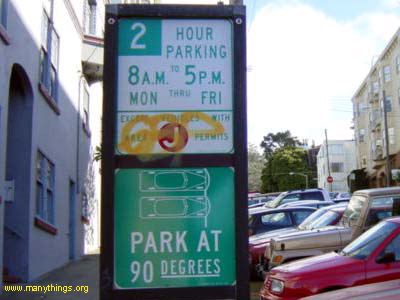 2 HOUR
PARKING
8 A.M. TO 5 P.M.
MON THRU FRI
EXCEPT VEHICLES WITH
AREA J PERMITS
PARK AT
90 DEGREES
www.manythings.org